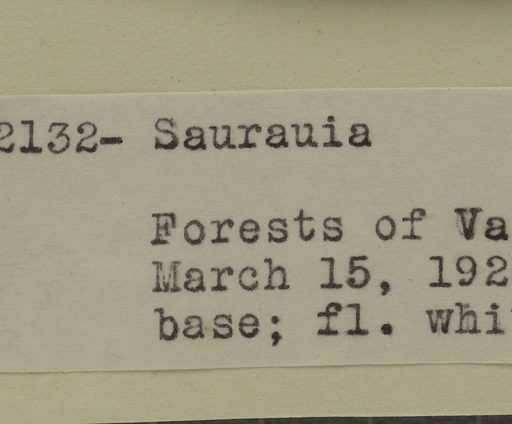 2132- Saurauia
Forests of Va
March 15, 192
base; fl. whi